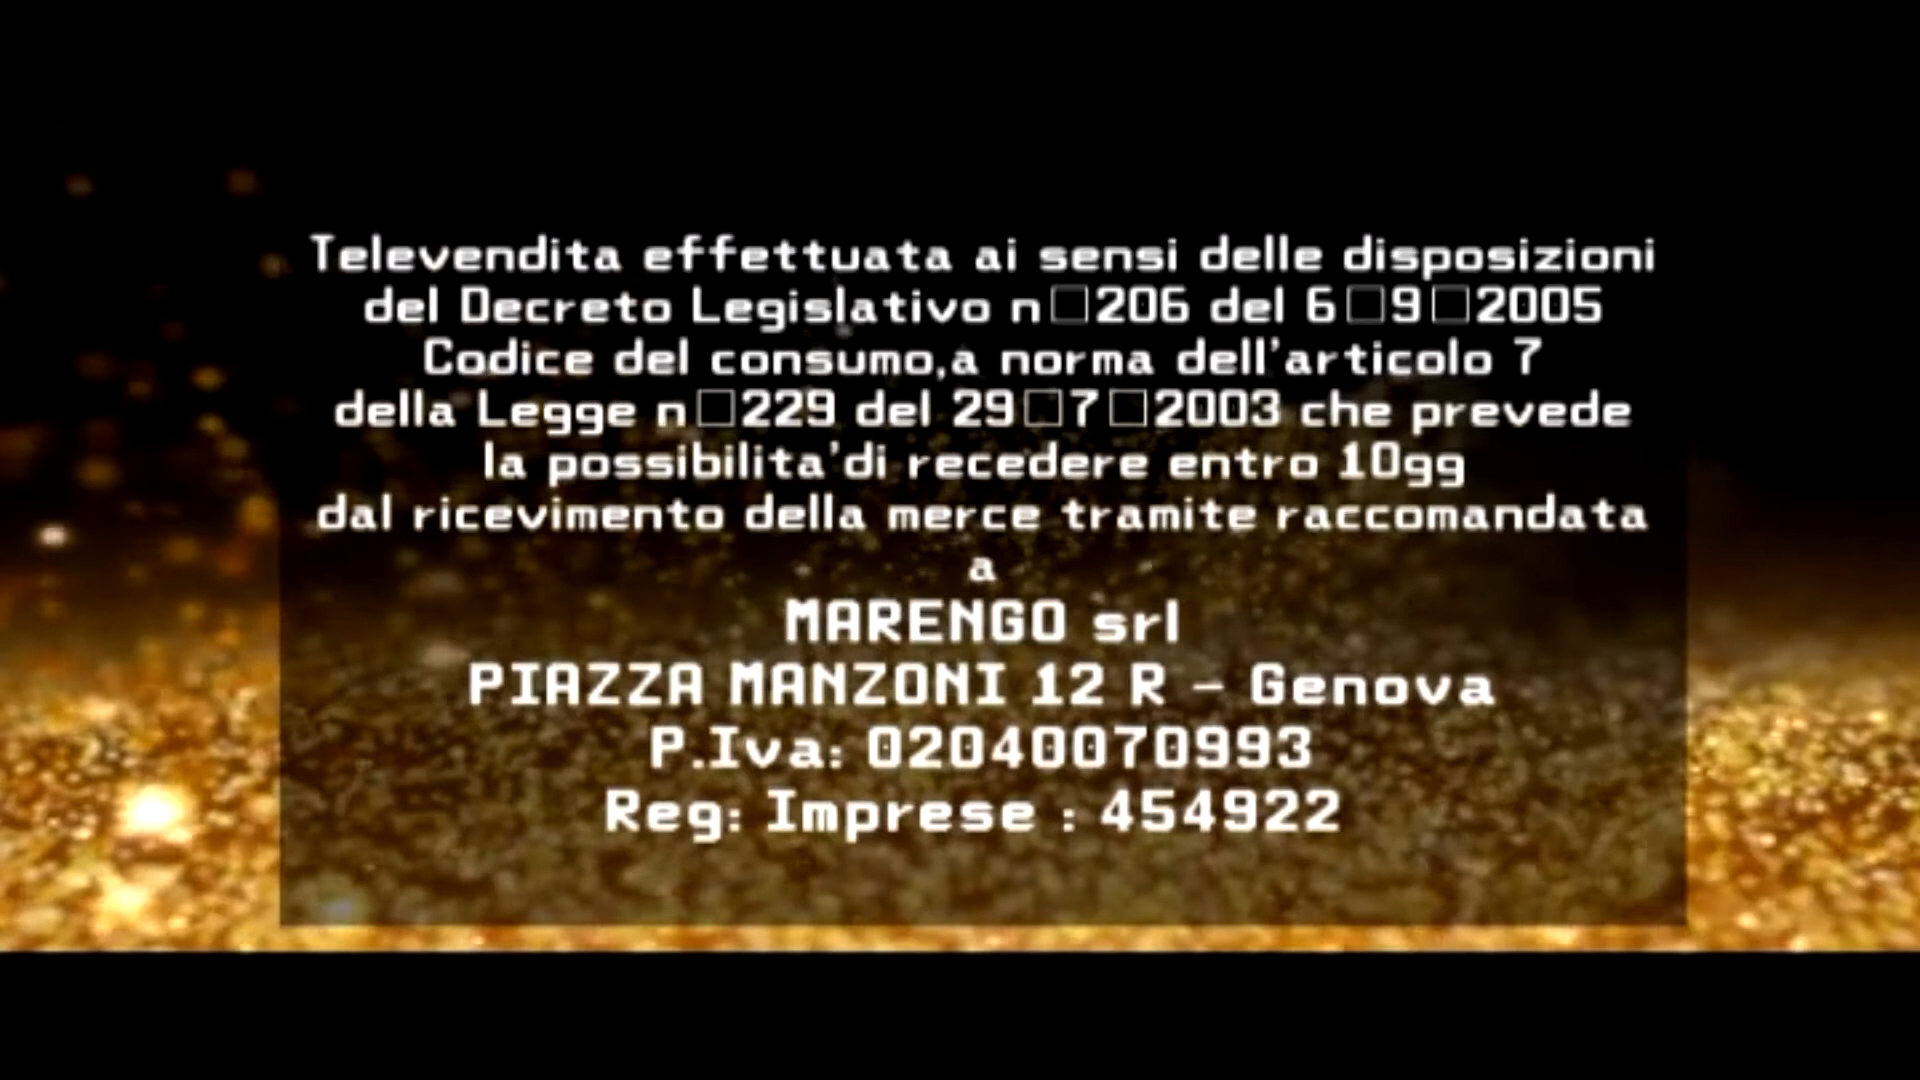 Televendita effettuata ai sensi delle disposizioni
del Decreto Legislativo n□206 del 6□9□2005
Codice del consumo,a norma dell'articolo 7
della Legge n□229 del 29□7□2003 che prevede
la possibilita'di recedere entro 10gg
dal ricevimento della merce tramite raccomandata
a
MARENGO srl
PIAZZA MANZONI 12 R - Genova
P.Iva: 02040070993
Reg: Imprese : 454922